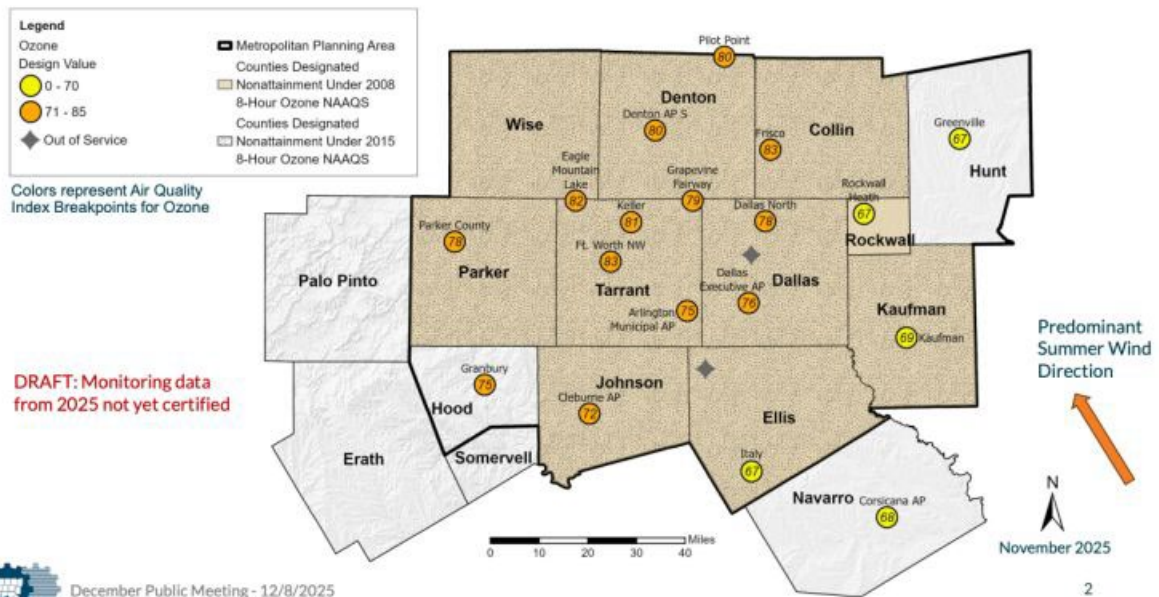 Legend
Ozone
Design Value
0 - 70
71 - 85
Out of Service
Metropolitan Planning Area
Counties Designated
Nonattainment Under 2008
8-Hour Ozone NAAQS
Counties Designated
Nonattainment Under 2015
8-Hour Ozone NAAQS
Colors represent Air Quality
Index Breakpoints for Ozone
Pilot Point
80
Denton
Denton AP S
80
Wise
Collin
Frisco
83
Greenville
67
Hunt
Eagle
Mountain
Lake
82
Grapevine
Fairway
79
Keller
81
Dallas North
78
Rockwall
Heath
67
Rockwall
Parker County
78
Parker
Ft. Worth NW
83
Tarrant
Palo Pinto
Dallas
Executive AP
76
Dallas
Arlington
Municipal AP
75
Kaufman
69
Kaufman
Predominant
Summer Wind
Direction
DRAFT: Monitoring data
from 2025 not yet certified
Granbury
75
Hood
Johnson
Cleburne AP
72
Ellis
Italy
67
Erath
Somervell
Navarro
Corsicana AP
68
N
November 2025
Miles
0 10 20 30 40
December Public Meeting - 12/8/2025
2